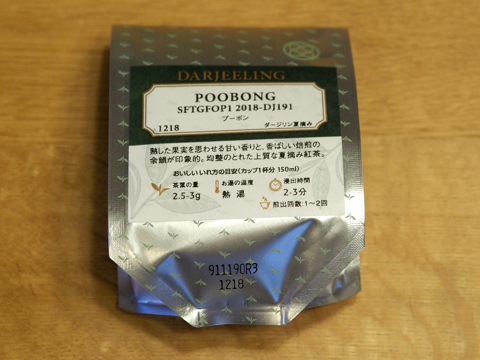 DARJEELING
POOBONG
SFTGFOP1 2018-DJ191
プーボン
1218 ダージリン夏摘み
熟した果実を思わせる甘い香りと、香ばしい焙煎の
余韻が印象的。均整のとれた上質な夏摘み紅茶。
おいしいいれ方の目安(カップ1杯分 150ml)
茶葉の量 お湯の温度 浸出時間
2.5-3g 熱湯 2-3分
煎出回数:1〜2回
911190R3
1218